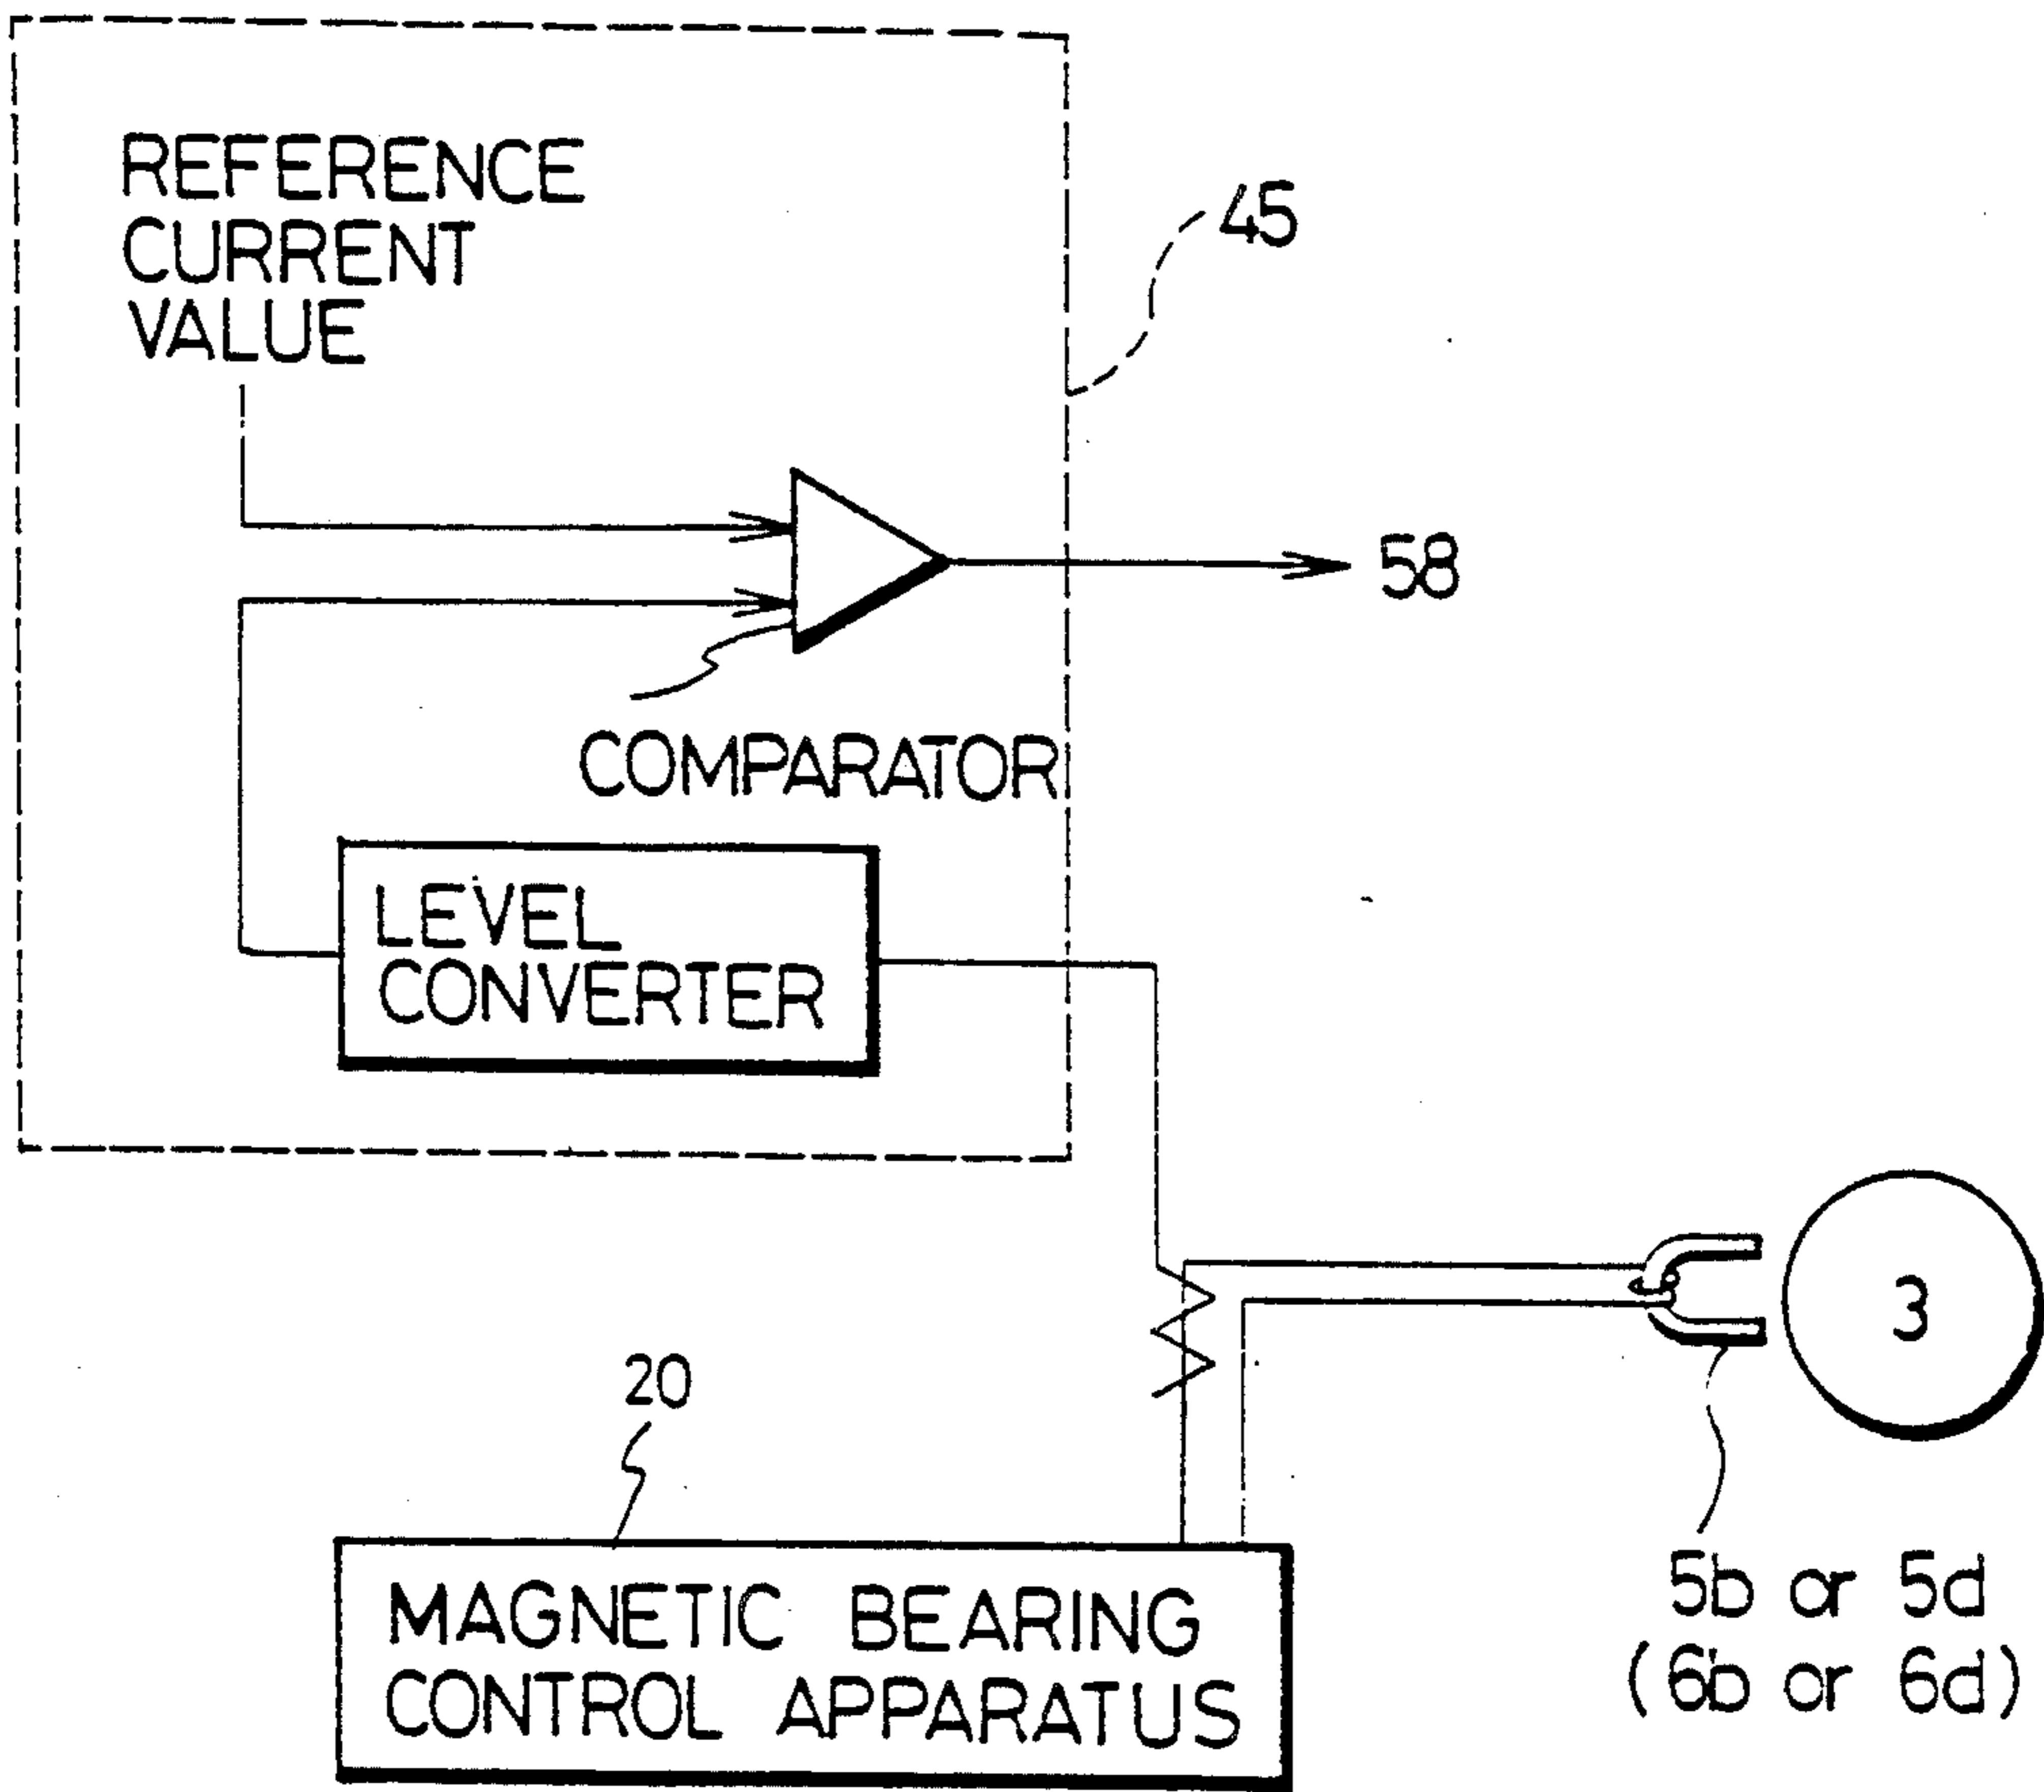 REFERENCE
CURRENT
VALUE
45
58
COMPARATOR
LEVEL
CONVERTER
3
20
5b or 5d
(6b or 6d)
MAGNETIC BEARING
CONTROL APPARATUS